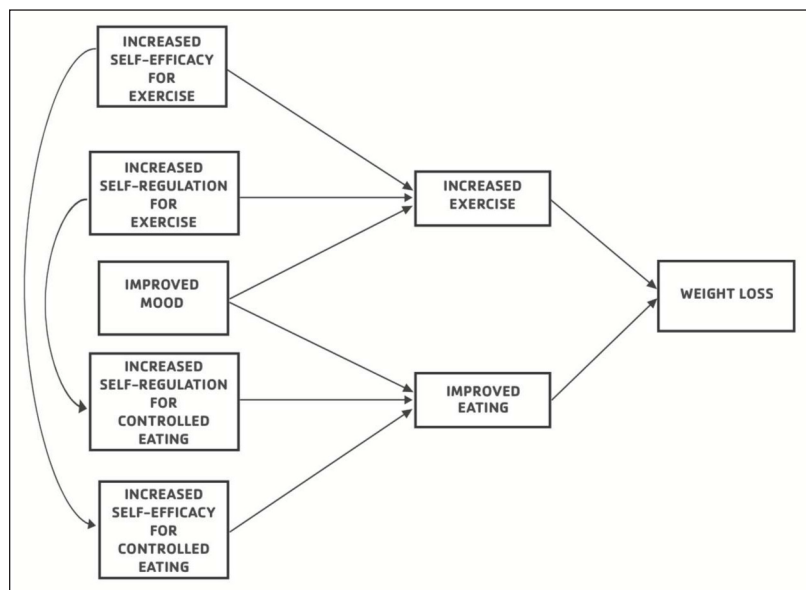 INCREASED
SELF-EFFICACY
FOR
EXERCISE
INCREASED
SELF-REGULATION
FOR
EXERCISE
IMPROVED
MOOD
INCREASED
SELF-REGULATION
FOR
CONTROLLED
EATING
INCREASED
SELF-EFFICACY
FOR
CONTROLLED
EATING
INCREASED
EXERCISE
IMPROVED
EATING
WEIGHT LOSS